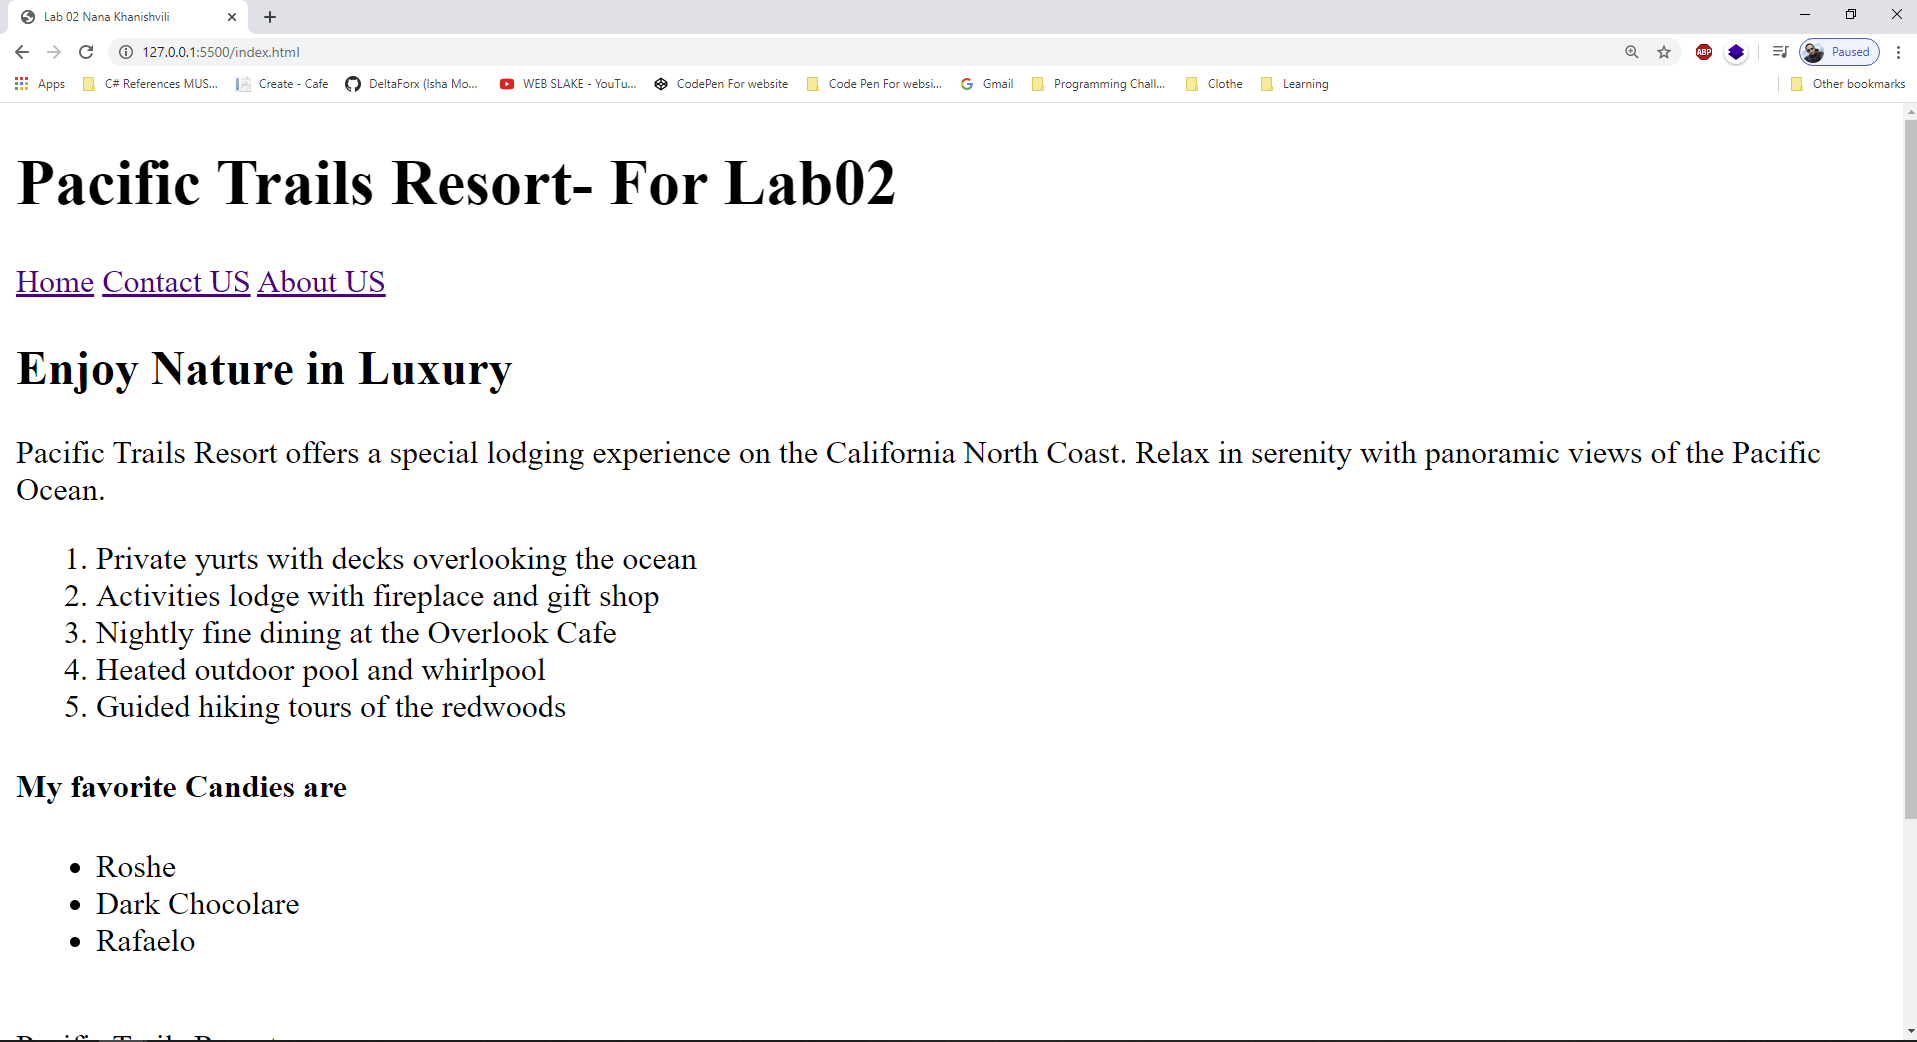 Lab 02 Nana Khanishvili
127.0.0.1:5500/index.html
ABP
Paused
Apps
C# References MUS...
Create - Cafe
DeltaForx (Isha Mo...
WEB SLAKE - YouTu...
CodePen For website
Code Pen For websi...
Gmail
Programming Chall...
Clothe
Learning
Other bookmarks
Pacific Trails Resort- For Lab02
Home Contact US About US
Enjoy Nature in Luxury
Pacific Trails Resort offers a special lodging experience on the California North Coast. Relax in serenity with panoramic views of the Pacific
Ocean.
1. Private yurts with decks overlooking the ocean
2. Activities lodge with fireplace and gift shop
3. Nightly fine dining at the Overlook Cafe
4. Heated outdoor pool and whirlpool
5. Guided hiking tours of the redwoods
My favorite Candies are
• Roshe
• Dark Chocolare
• Rafaelo
Pacific Trails Resort